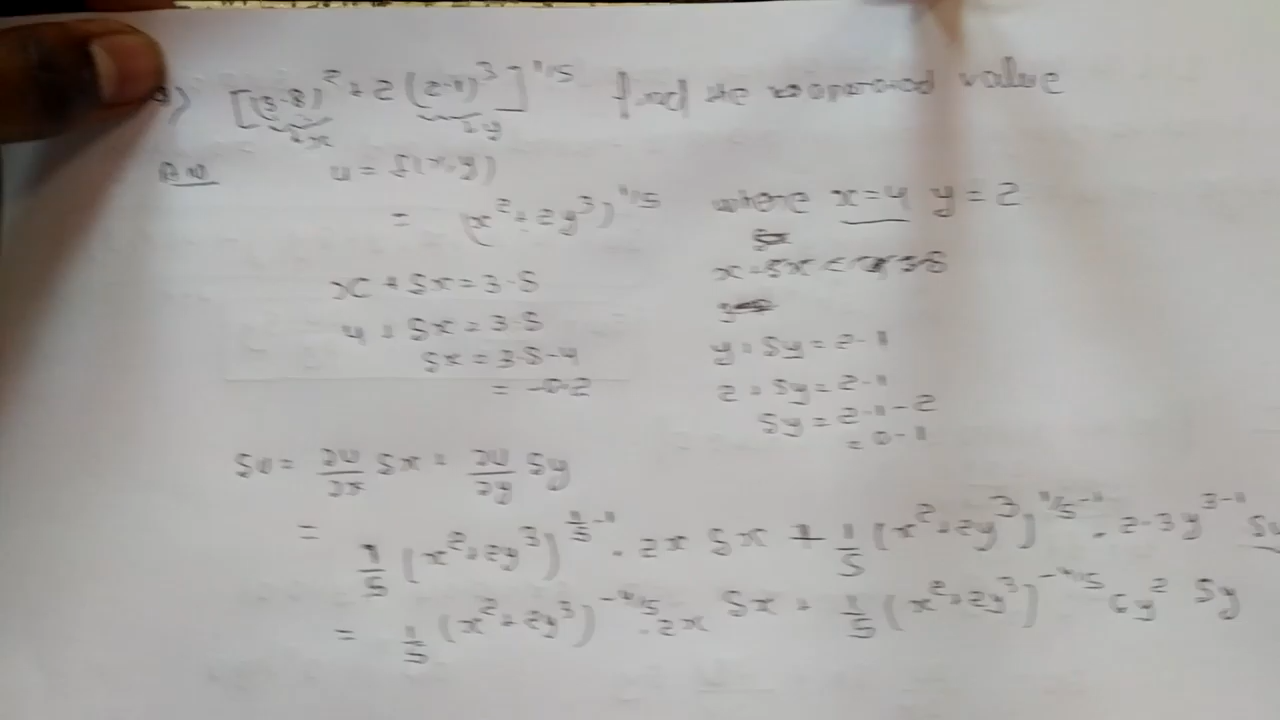 [(3.8)² + 2(2.1)³]^1/5 find the value
Ans u = f(x,y)
= (x² + 2y³)^1/5 where x=4 y=2
x + δx = 3.8
4 + δx = 3.8 y + δy = 2.1
δx = 3.8-4 2 + δy = 2.1
= -0.2 δy = 2.1-2
= 0.1
δu = ∂u/∂x δx + ∂u/∂y δy
= 1/5 (x² + 2y³)^1/5-1 . 2x δx + 1/5 (x² + 2y³)^1/5-1 . 2.3y^3-1 δy
= 1/5 (x² + 2y³)^-4/5 . 2x δx + 1/5 (x² + 2y³)^-4/5 6y² δy